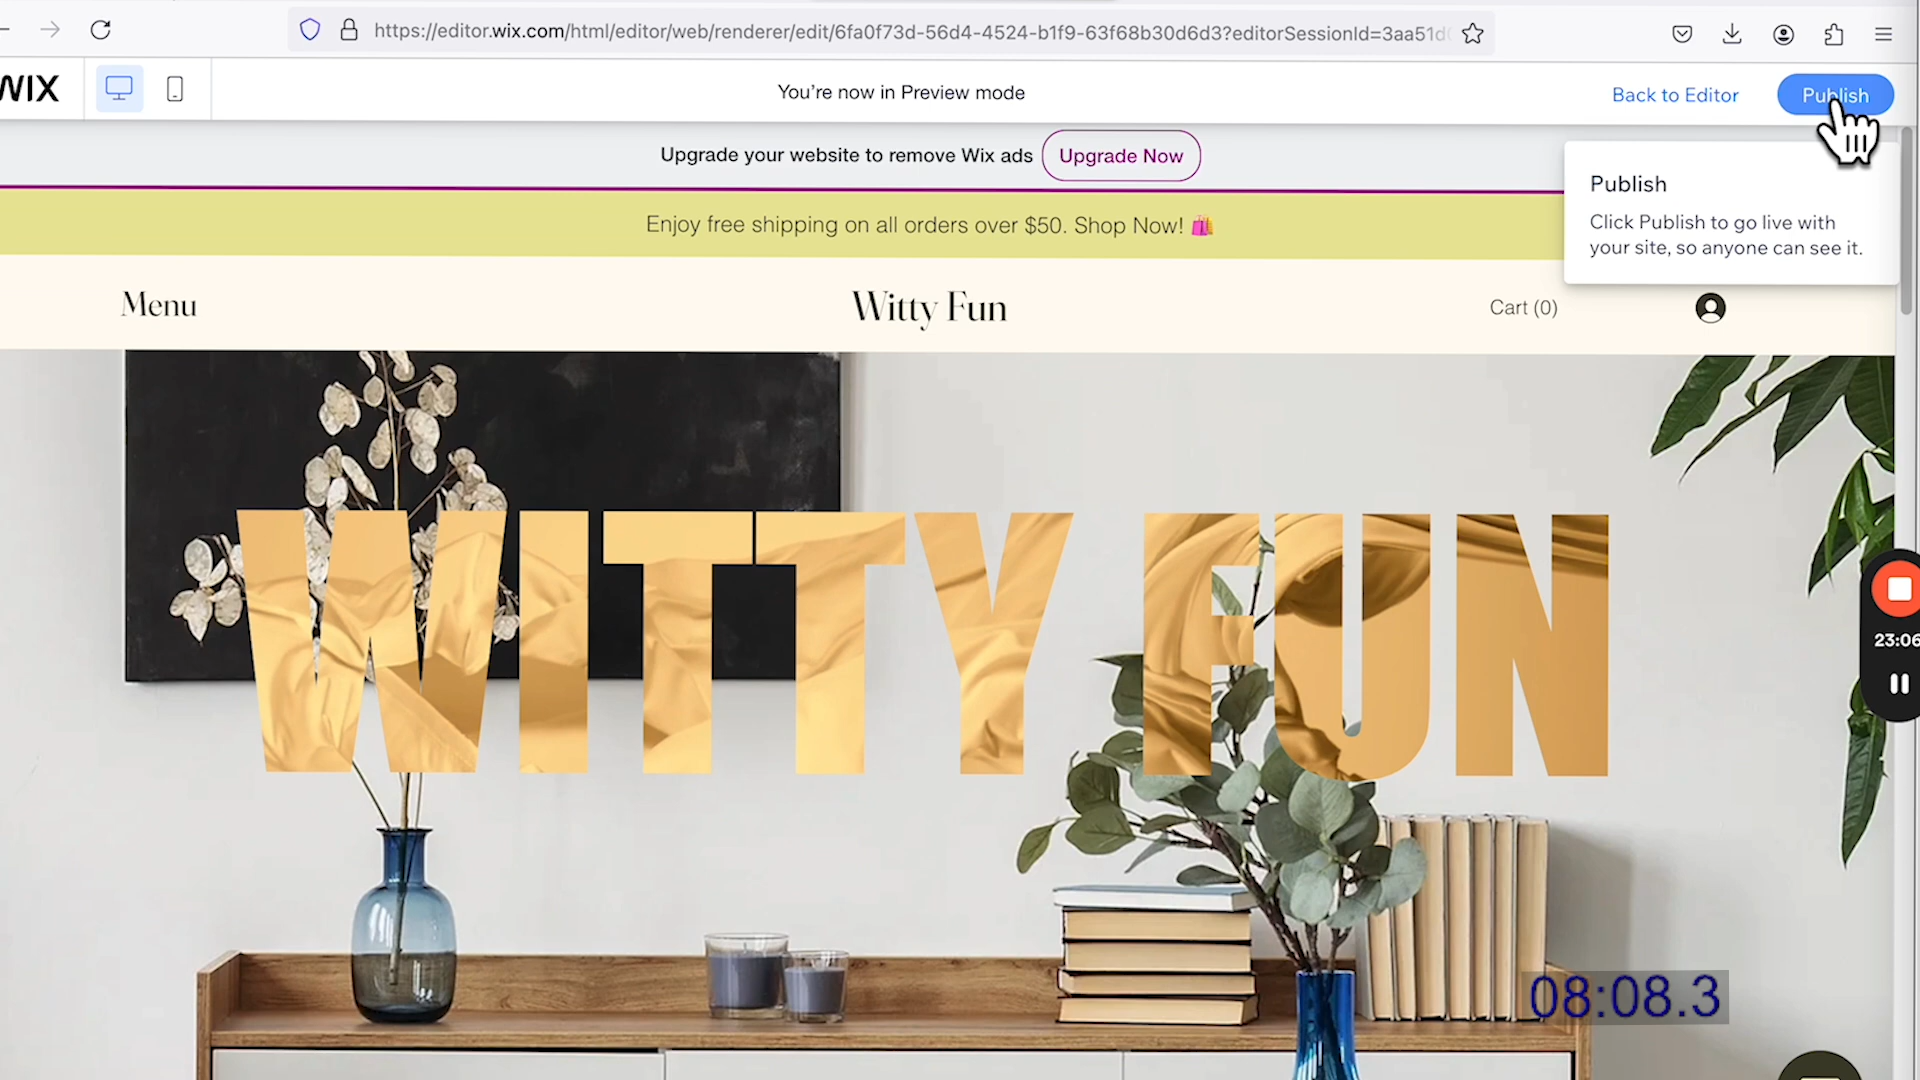 https://editor.wix.com/html/editor/web/renderer/edit/6fa0f73d-56d4-4524-b1f9-63f68b30d6d3?editorSessionId=3aa51d
WIX
You're now in Preview mode
Back to Editor
Publish
Upgrade your website to remove Wix ads
Upgrade Now
Publish
Click Publish to go live with
your site, so anyone can see it.
Enjoy free shipping on all orders over $50. Shop Now! 🛍️
Menu
Witty Fun
Cart (0)
WITTY FUN
23:06
08:08.3